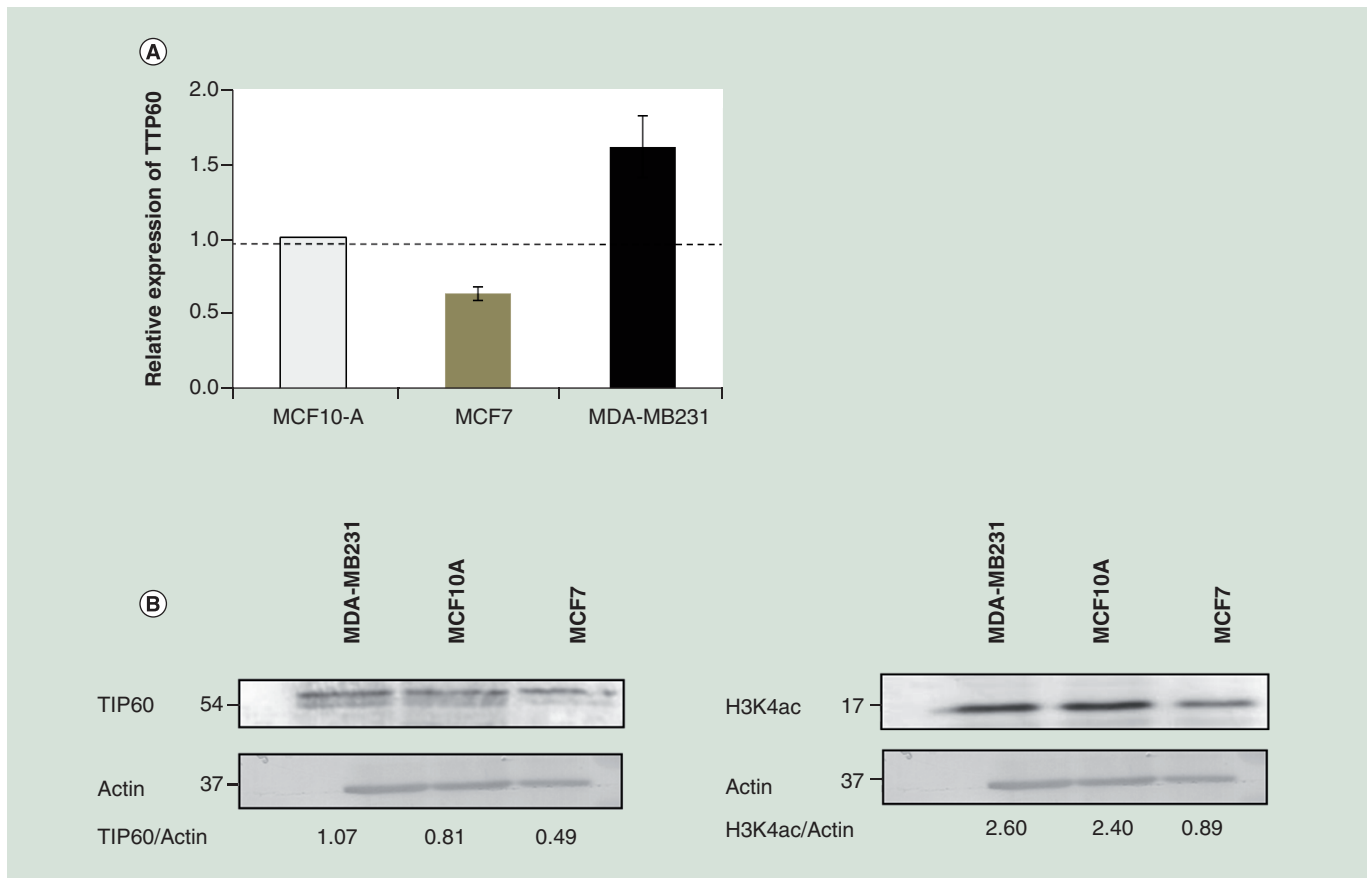 A
Relative expression of TTP60
2.0
1.5
1.0
0.5
0.0
MCF10-A MCF7 MDA-MB231
B
MDA-MB231 MCF10A MCF7
TIP60 54
Actin 37
TIP60/Actin 1.07 0.81 0.49
MDA-MB231 MCF10A MCF7
H3K4ac 17
Actin 37
H3K4ac/Actin 2.60 2.40 0.89